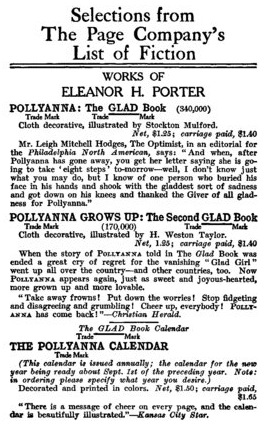 Selections from
The Page Company's
List of Fiction
WORKS OF
ELEANOR H. PORTER
POLLYANNA: The GLAD Book (340,000)
Trade Mark Trade Mark
Cloth decorative, illustrated by Stockton Mulford.
Net, $1.25; carriage paid, $1.40
Mr. Leigh Mitchell Hodges, The Optimist, in an editorial for
the Philadelphia North American, says: "And when, after
Pollyanna has gone away, you get her letter saying she is go-
ing to take 'eight steps' to-morrow—well, I don't know just
what you may do, but I know of one person who buried his
face in his hands and shook with the gladdest sort of sadness
and got down on his knees and thanked the Giver of all glad-
ness for Pollyanna."
POLLYANNA GROWS UP: The Second GLAD Book
Trade Mark (170,000) Trade Mark
Cloth decorative, illustrated by H. Weston Taylor.
Net, 1.25; carriage paid, $1.40
When the story of POLLYANNA told in The Glad Book was
ended a great cry of regret for the vanishing "Glad Girl"
went up all over the country—and other countries, too. Now
POLLYANNA appears again, just as sweet and joyous-hearted,
more grown up and more lovable.
"Take away frowns! Put down the worries! Stop fidgeting
and disagreeing and grumbling! Cheer up, everybody! POLLY-
ANNA has come back!"—Christian Herald.
The GLAD Book Calendar
Trade Mark
THE POLLYANNA CALENDAR
Trade Mark
(This calendar is issued annually; the calendar for the new
year being ready about Sept. 1st of the preceding year. Note:
in ordering please specify what year you desire.)
Decorated and printed in colors. Net, $1.50; carriage paid,
$1.65
"There is a message of cheer on every page, and the calen-
dar is beautifully illustrated."—Kansas City Star.